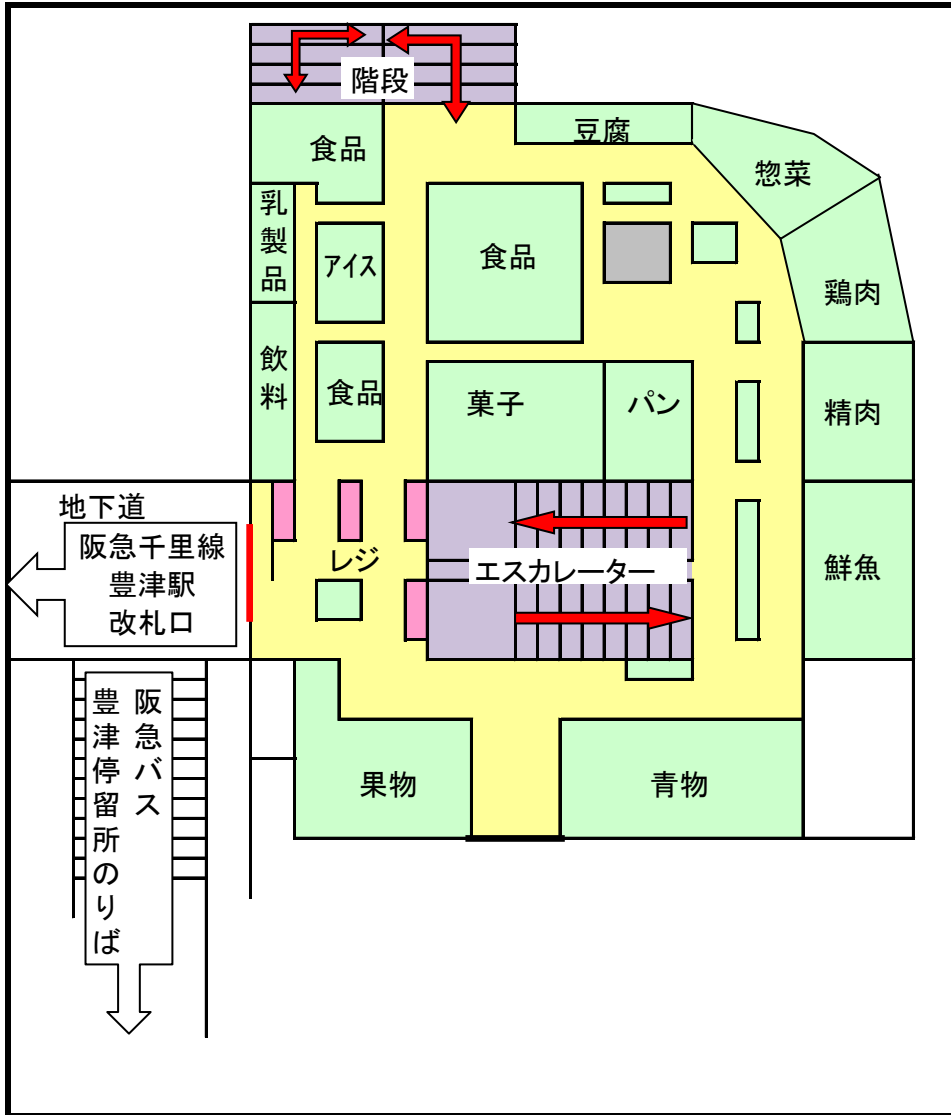 階段
食品
豆腐
惣菜
乳製品
アイス
食品
鶏肉
飲料
食品
菓子
パン
精肉
地下道
阪急千里線
豊津駅
改札口
レジ
エスカレーター
鮮魚
阪急バス
豊津停留所のりば
果物
青物